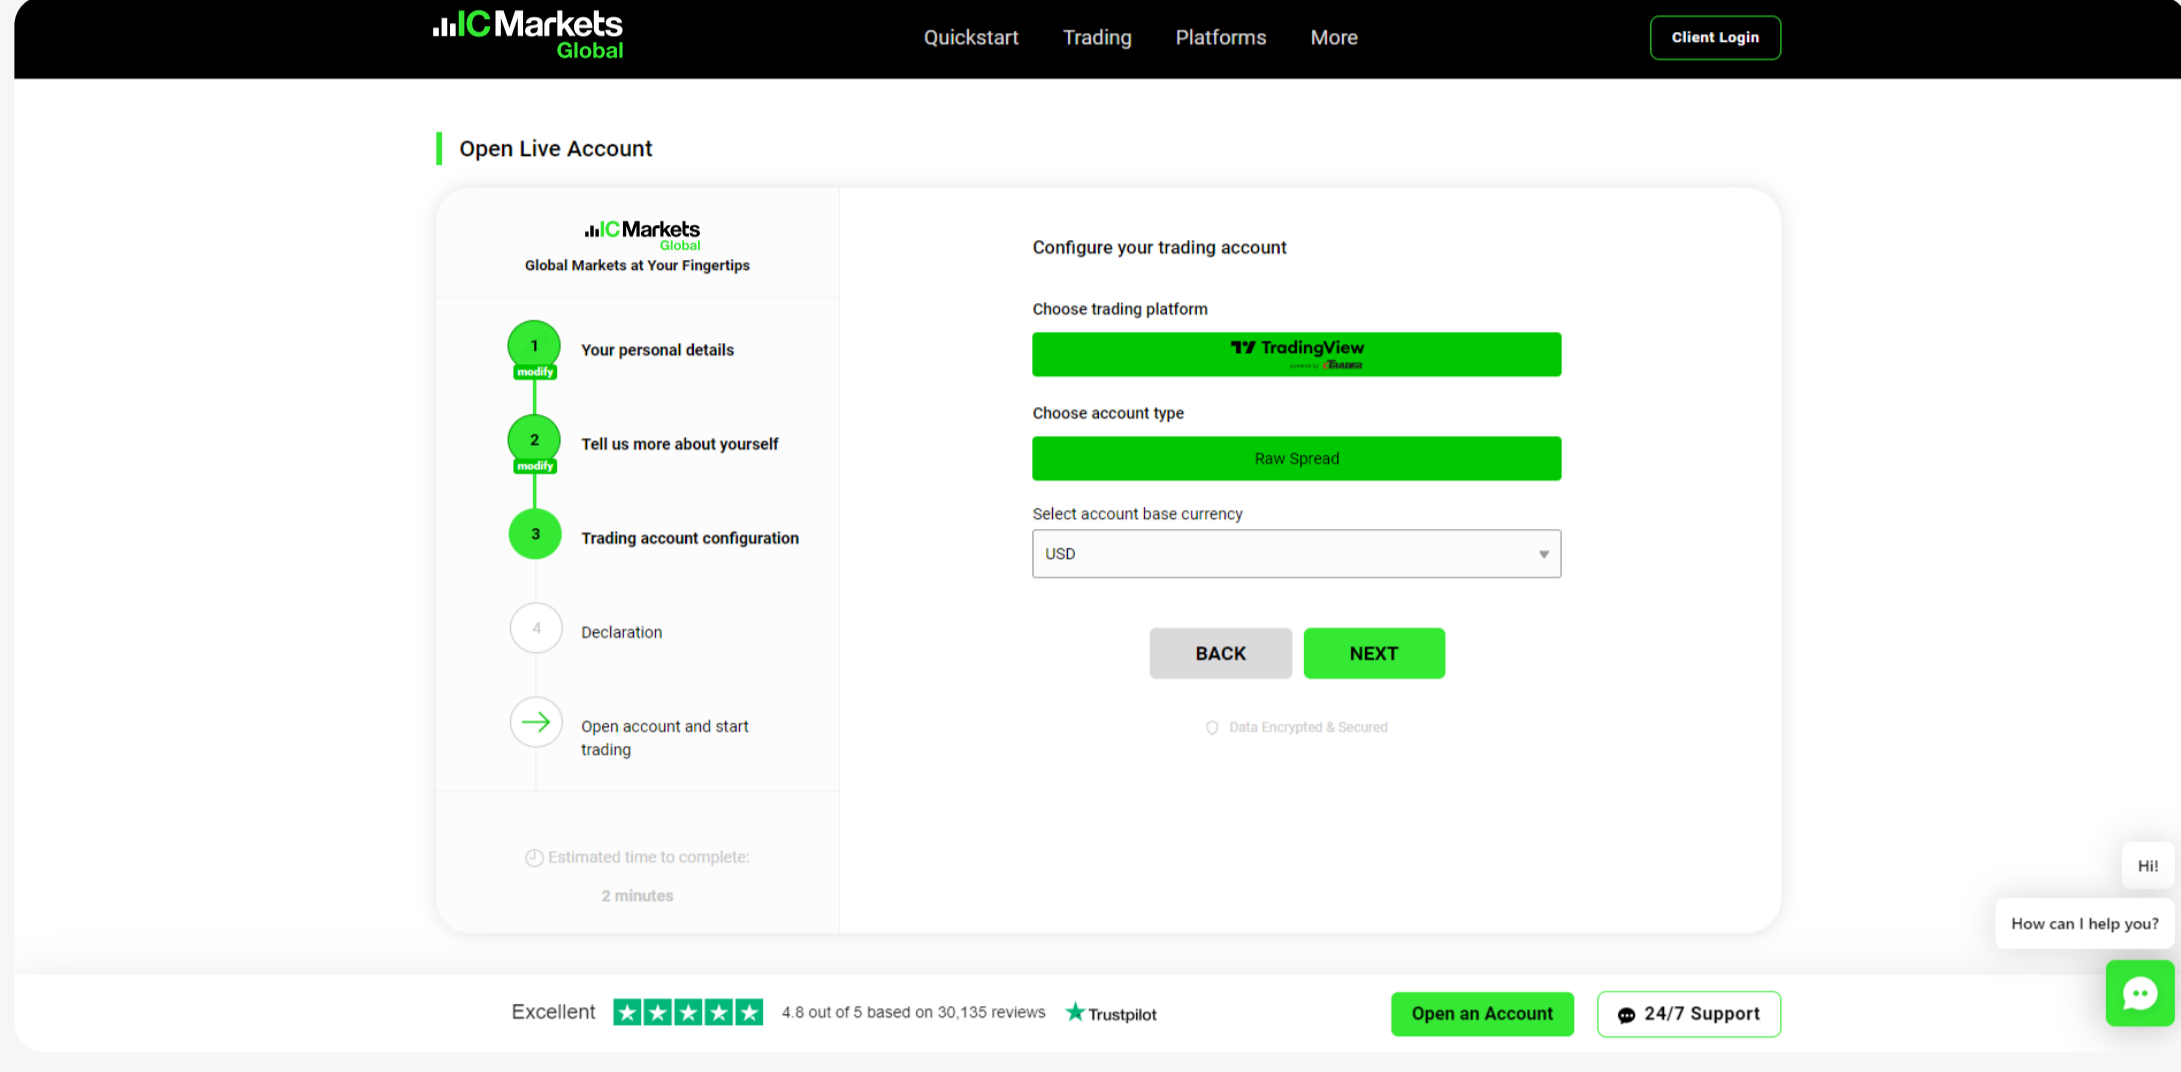 IC Markets
Global
Quickstart
Trading
Platforms
More
Client Login
Open Live Account
IC Markets
Global
Global Markets at Your Fingertips
1
modify
Your personal details
2
modify
Tell us more about yourself
3
Trading account configuration
4
Declaration
Open account and start
trading
Estimated time to complete:
2 minutes
Configure your trading account
Choose trading platform
TradingView
powered by cTRADER
Choose account type
Raw Spread
Select account base currency
USD
BACK
NEXT
Data Encrypted & Secured
Hi!
How can I help you?
Excellent
4.8 out of 5 based on 30,135 reviews
Trustpilot
Open an Account
24/7 Support